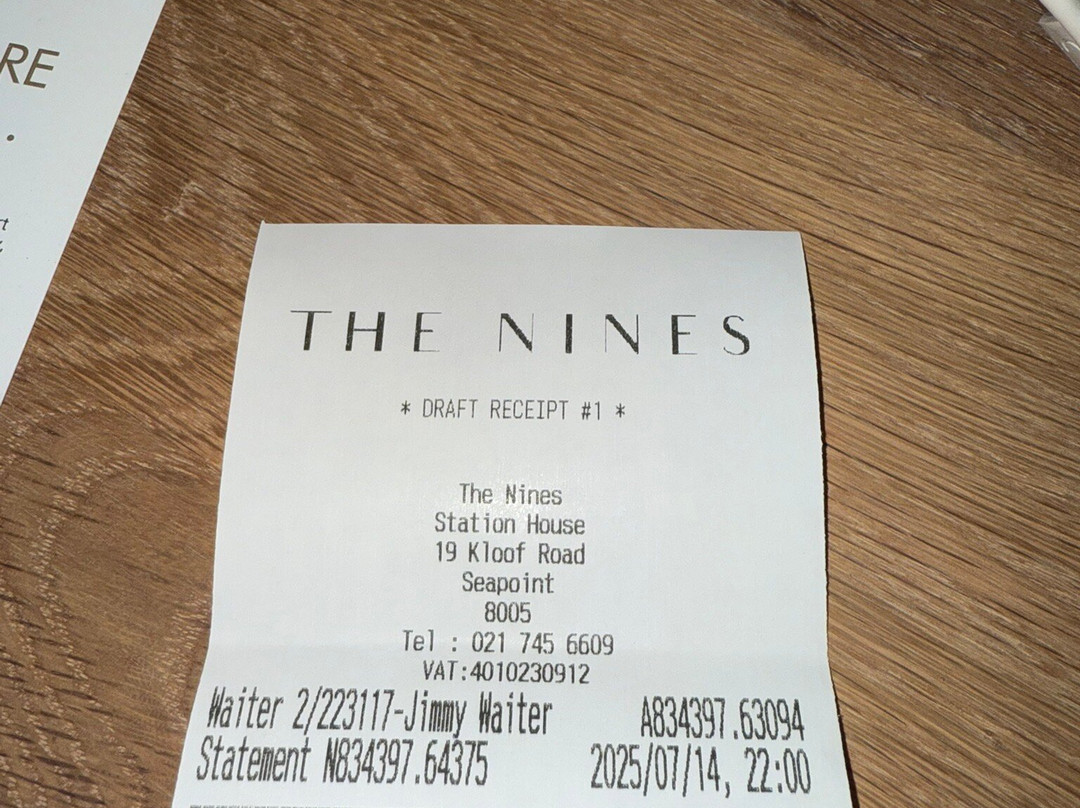 RE
.
rt
THE NINES
* DRAFT RECEIPT #1 *
The Nines
Station House
19 Kloof Road
Seapoint
8005
Tel : 021 745 6609
VAT:4010230912
Waiter 2/223117-Jimmy Waiter A834397.63094
Statement N834397.64375 2025/07/14, 22:00